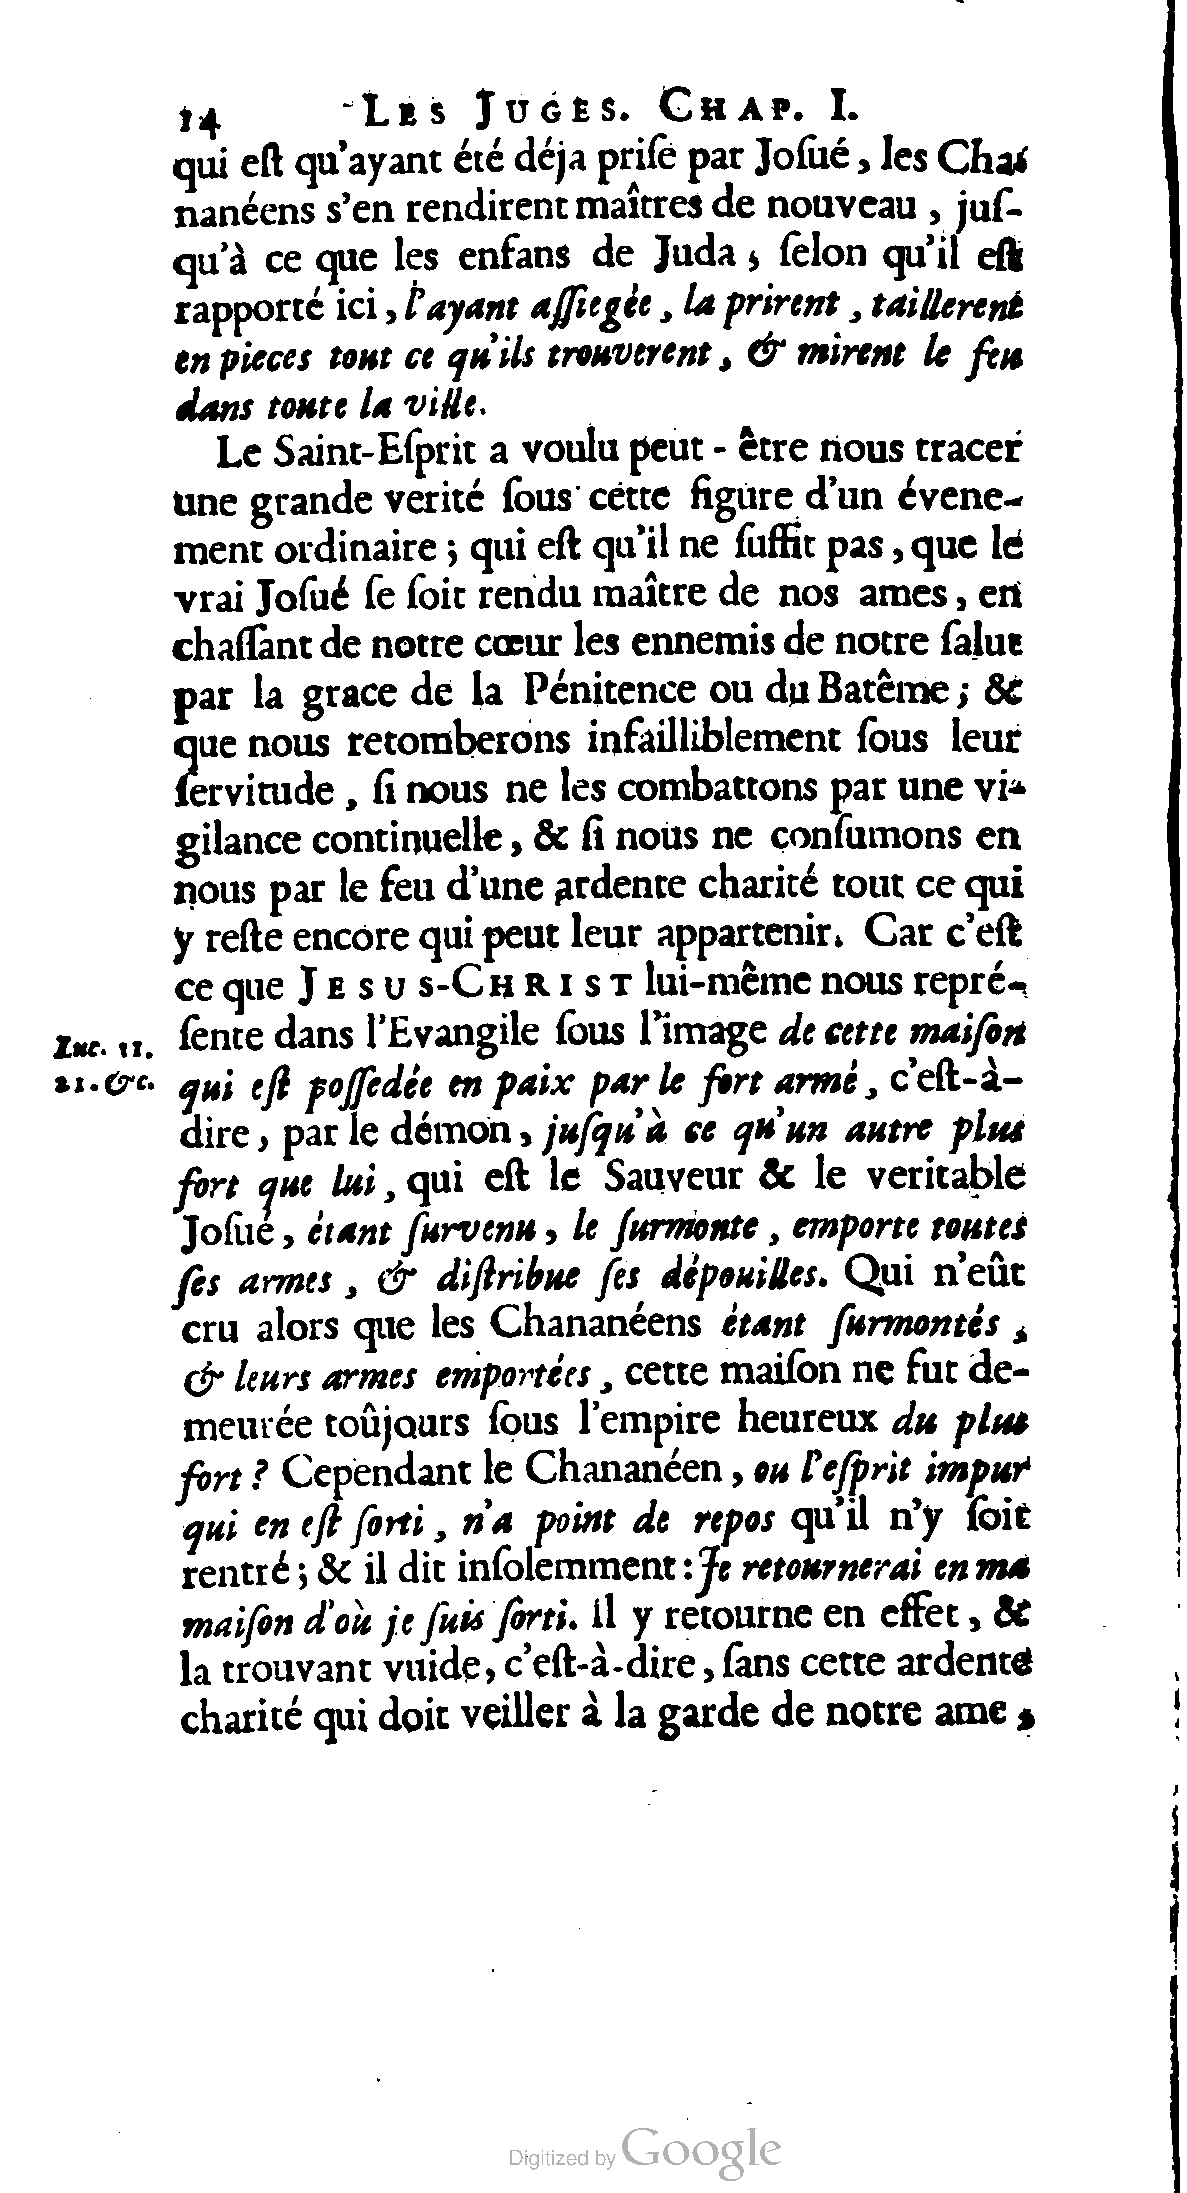 14 LES JUGES. CHAP. I.
qui eſt qu'ayant été déja priſe par Joſué, les Cha-
nanéens s'en rendirent maîtres de nouveau, juſ-
qu'à ce que les enfans de Juda, ſelon qu'il eſt
rapporté ici, l'ayant aſſiegée, la prirent, taillerent
en pieces tout ce qu'ils trouverent, & mirent le feu
dans toute la ville.
Le Saint-Eſprit a voulu peut-être nous tracer
une grande verité ſous cette figure d'un évene-
ment ordinaire; qui eſt qu'il ne ſuffit pas, que le
vrai Joſué ſe ſoit rendu maître de nos ames, en
chaſſant de notre cœur les ennemis de notre ſalut
par la grace de la Pénitence ou du Batême; &
que nous retomberons infailliblement ſous leur
ſervitude, ſi nous ne les combattons par une vi-
gilance continuelle, & ſi nous ne conſumons en
nous par le feu d'une ardente charité tout ce qui
y reſte encore qui peut leur appartenir. Car c'eſt
ce que JESUS-CHRIST lui-même nous repré-
ſente dans l'Evangile ſous l'image de cette maiſon
Luc. 11.
21. &c.
qui eſt poſſedée en paix par le fort armé, c'eſt-à-
dire, par le démon, juſqu'à ce qu'un autre plus
fort que lui, qui eſt le Sauveur & le veritable
Joſué, étant ſurvenu, le ſurmonte, emporte toutes
ſes armes, & diſtribue ſes dépouilles. Qui n'eût
cru alors que les Chananéens étant ſurmontés,
& leurs armes emportées, cette maiſon ne fut de-
meurée toûjours ſous l'empire heureux du plus
fort? Cependant le Chananéen, ou l'eſprit impur
qui en eſt ſorti, n'a point de repos qu'il n'y ſoit
rentré; & il dit inſolemment: Je retournerai en ma
maiſon d'où je ſuis ſorti. Il y retourne en effet, &
la trouvant vuide, c'eſt-à-dire, ſans cette ardente
charité qui doit veiller à la garde de notre ame,
Digitized by Google